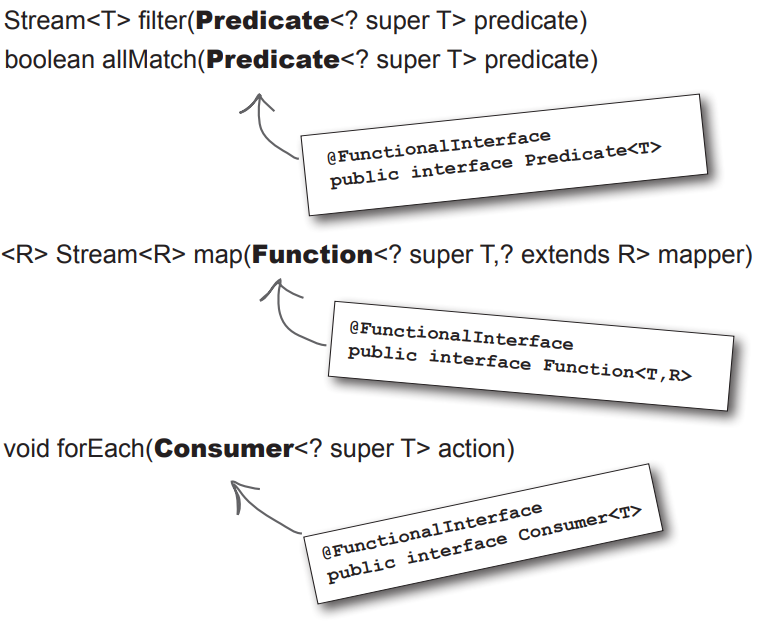 Stream<T> filter(Predicate<? super T> predicate)
boolean allMatch(Predicate<? super T> predicate)
@FunctionalInterface
public interface Predicate<T>
<R> Stream<R> map(Function<? super T,? extends R> mapper)
@FunctionalInterface
public interface Function<T,R>
void forEach(Consumer<? super T> action)
@FunctionalInterface
public interface Consumer<T>